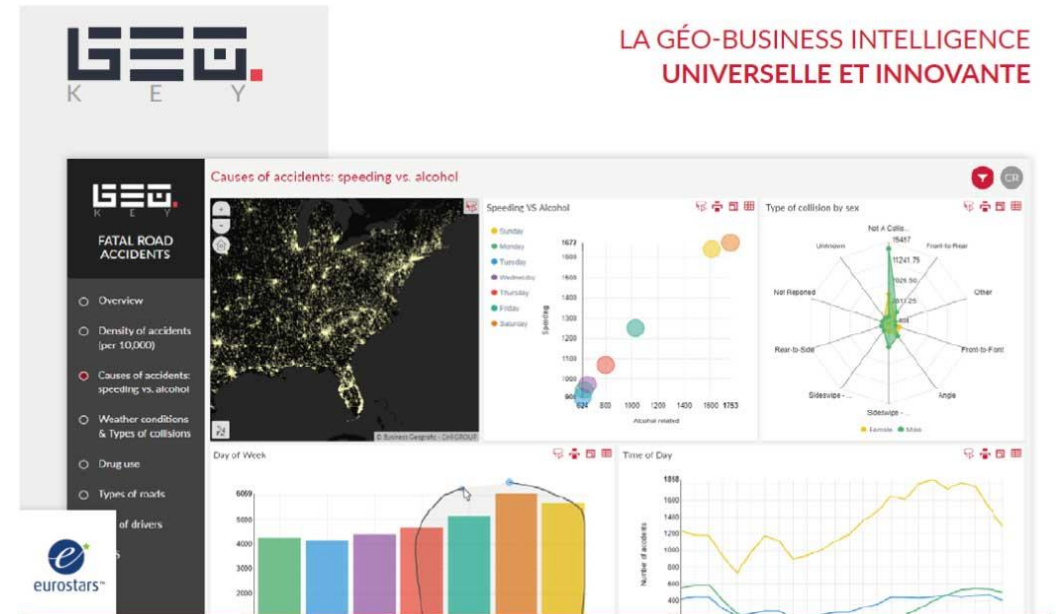 GEO.
KEY
LA GÉO-BUSINESS INTELLIGENCE
UNIVERSELLE ET INNOVANTE
GEO.
KEY
FATAL ROAD
ACCIDENTS
Overview
Density of accidents
(per 10,000)
Causes of accidents:
speeding vs. alcohol
Weather conditions
& Types of collisions
Drug use
Types of roads
of drivers
eurostars™
Causes of accidents: speeding vs. alcohol
CR
© Business Geografic - CIRILGROUP
Speeding VS Alcohol
Sunday
Monday
Tuesday
Wednesday
Thursday
Friday
Saturday
Speeding
1677
1600
1500
1400
1300
1200
1100
1000
624
800
1000
1200
1400
1600
1753
Alcohol related
Type of collision by sex
Not A Collis...
15417
Front-to-Rear
11241.75
Other
Front-to-Front
Angle
Sideswipe - ...
Sideswipe - ...
Rear-to-Side
Not Reported
Unknown
Female
Male
Day of Week
6069
5000
4000
3000
2000
Time of Day
Number of accidents
1858
1600
1400
1200
1000
800
600
400